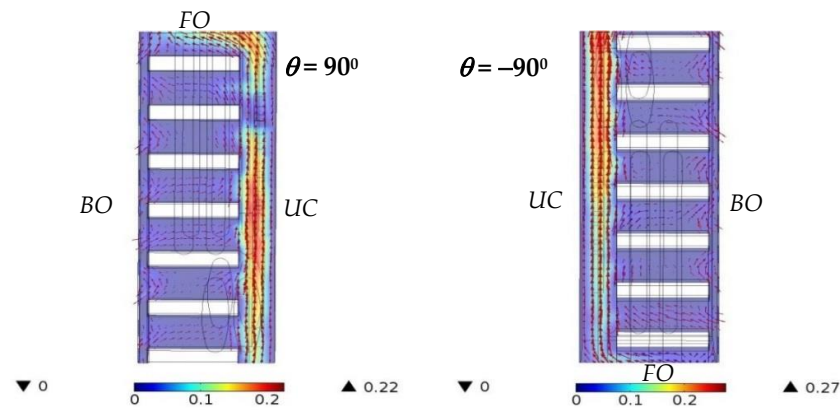 FO
θ = 90⁰
θ = −90⁰
BO
UC
UC
BO
FO
▼ 0
0 0.1 0.2
▲ 0.22
▼ 0
0 0.1 0.2
▲ 0.27